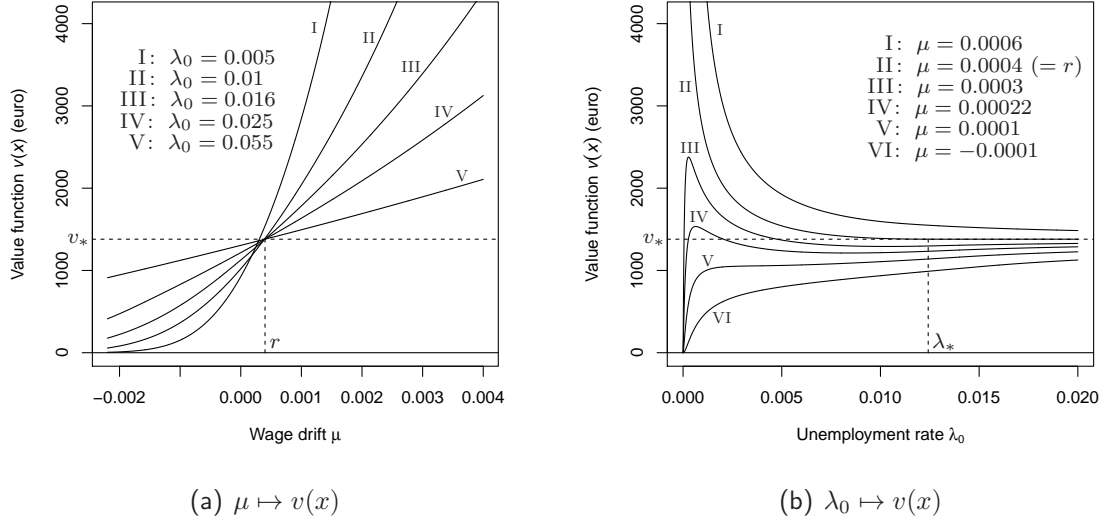 Value function v(x) (euro)
0
1000
2000
3000
4000
v*
I: λ0 = 0.005
II: λ0 = 0.01
III: λ0 = 0.016
IV: λ0 = 0.025
V: λ0 = 0.055
I
II
III
IV
V
r
−0.002
0.000
0.001
0.002
0.003
0.004
Wage drift μ
(a) μ ↦ v(x)
Value function v(x) (euro)
0
1000
2000
3000
4000
v*
I: μ = 0.0006
II: μ = 0.0004 (= r)
III: μ = 0.0003
IV: μ = 0.00022
V: μ = 0.0001
VI: μ = −0.0001
I
II
III
IV
V
VI
λ*
0.000
0.005
0.010
0.015
0.020
Unemployment rate λ0
(b) λ0 ↦ v(x)